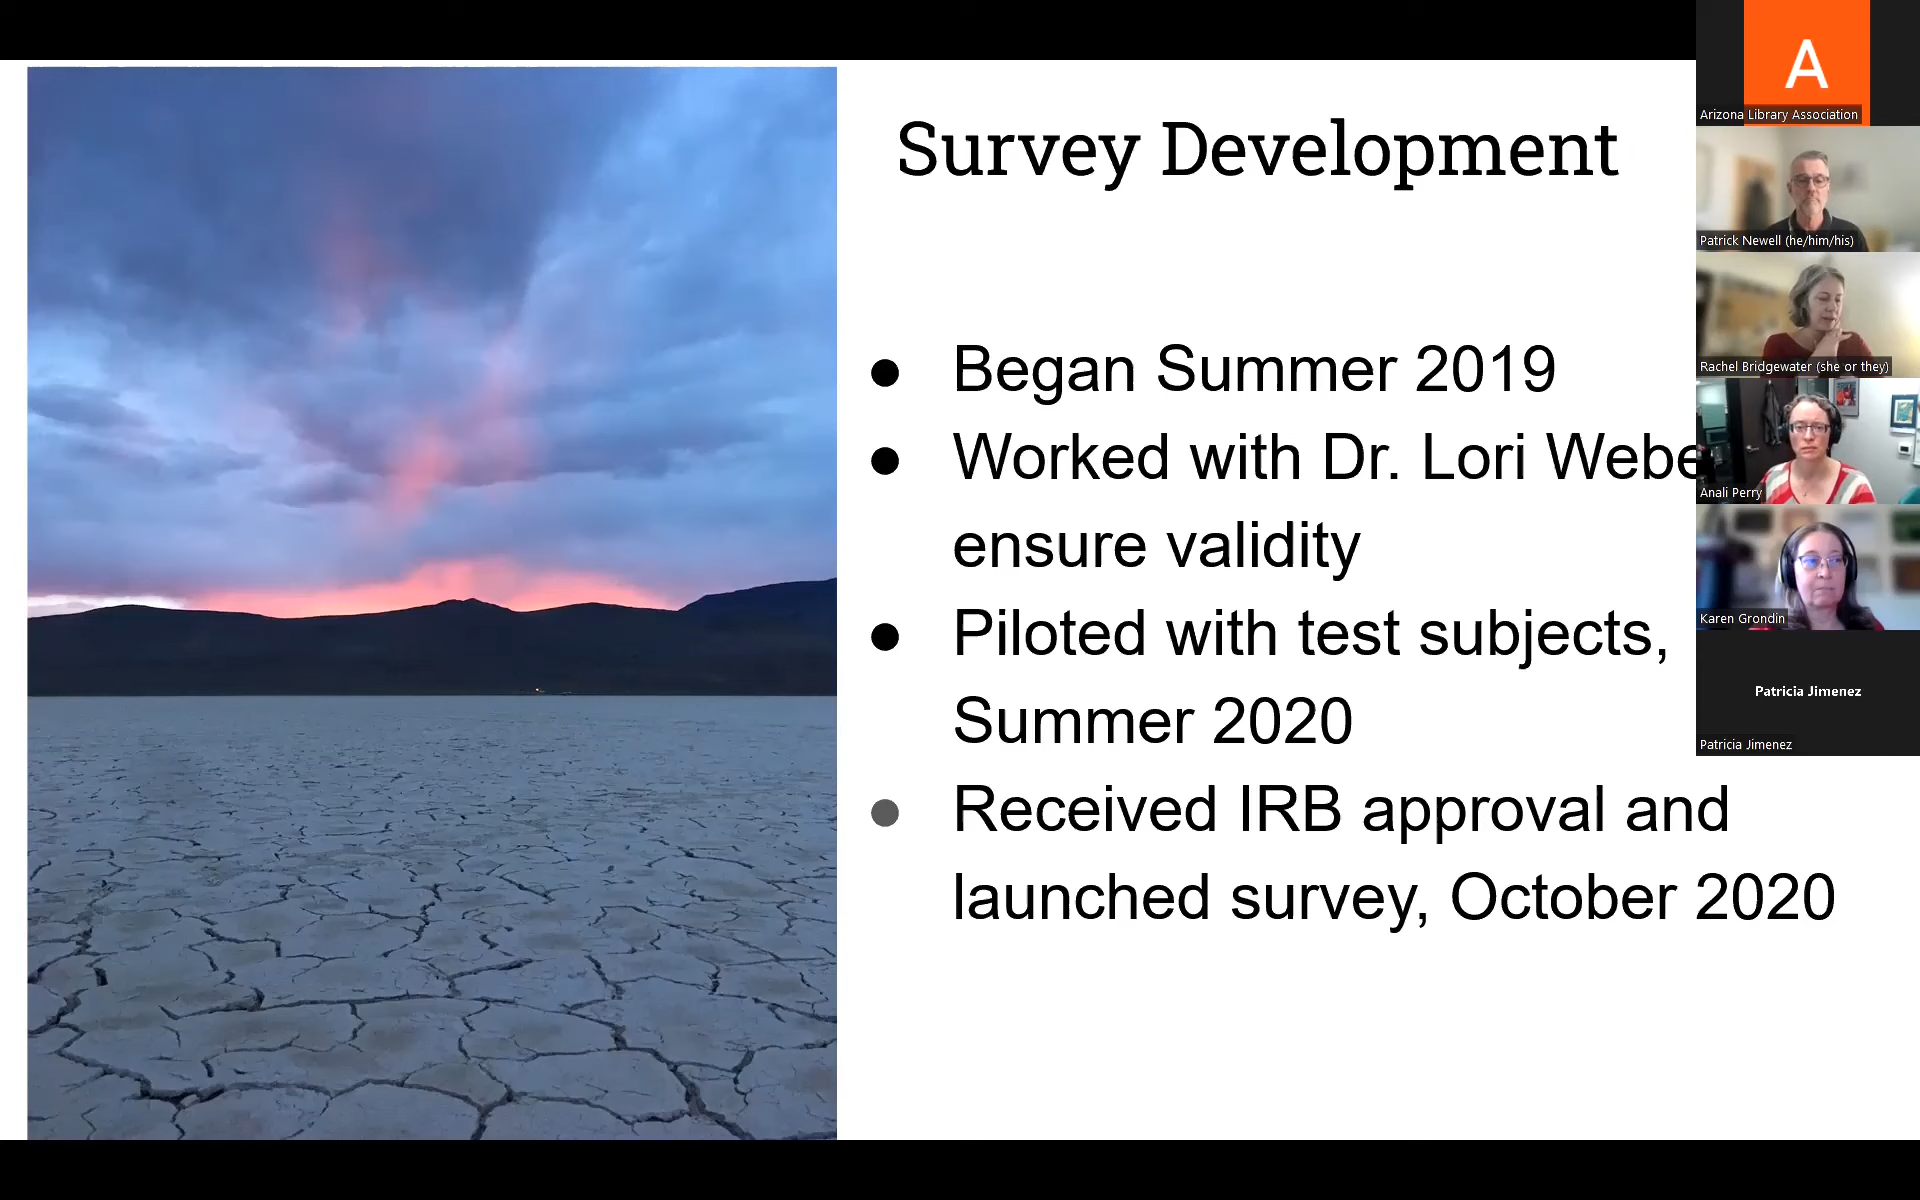 Survey Development
● Began Summer 2019
● Worked with Dr. Lori Webe
ensure validity
● Piloted with test subjects,
Summer 2020
● Received IRB approval and
launched survey, October 2020
A
Arizona Library Association
Patrick Newell (he/him/his)
Rachel Bridgewater (she or they)
Anali Perry
Karen Grondin
Patricia Jimenez
Patricia Jimenez